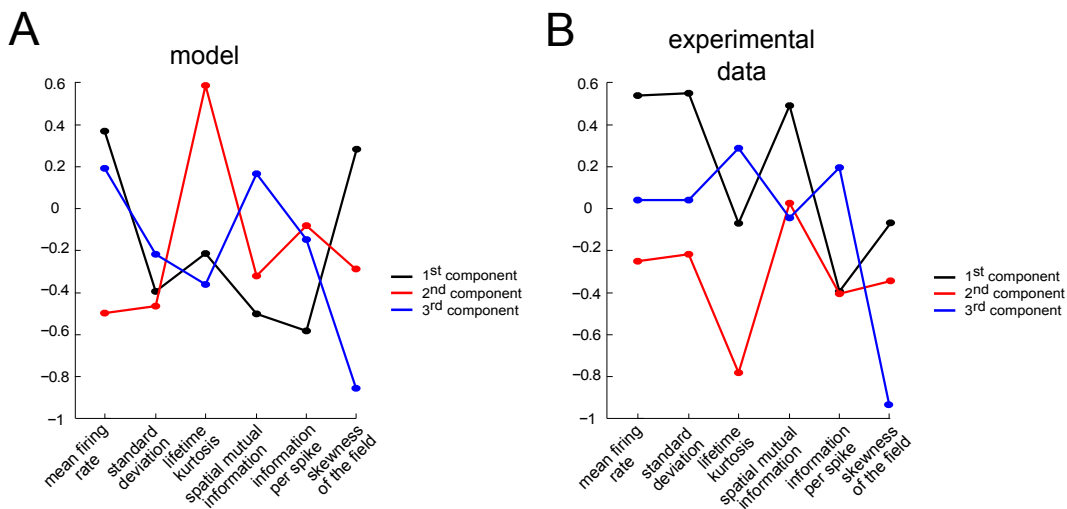 A
model
0.6
0.4
0.2
0
−0.2
−0.4
−0.6
−0.8
−1
mean firing
rate
standard
deviation
lifetime
kurtosis
spatial mutual
information
information
per spike
skewness
of the field
1st component
2nd component
3rd component
B
experimental
data
0.6
0.4
0.2
0
−0.2
−0.4
−0.6
−0.8
−1
mean firing
rate
standard
deviation
lifetime
kurtosis
spatial mutual
information
information
per spike
skewness
of the field
1st component
2nd component
3rd component